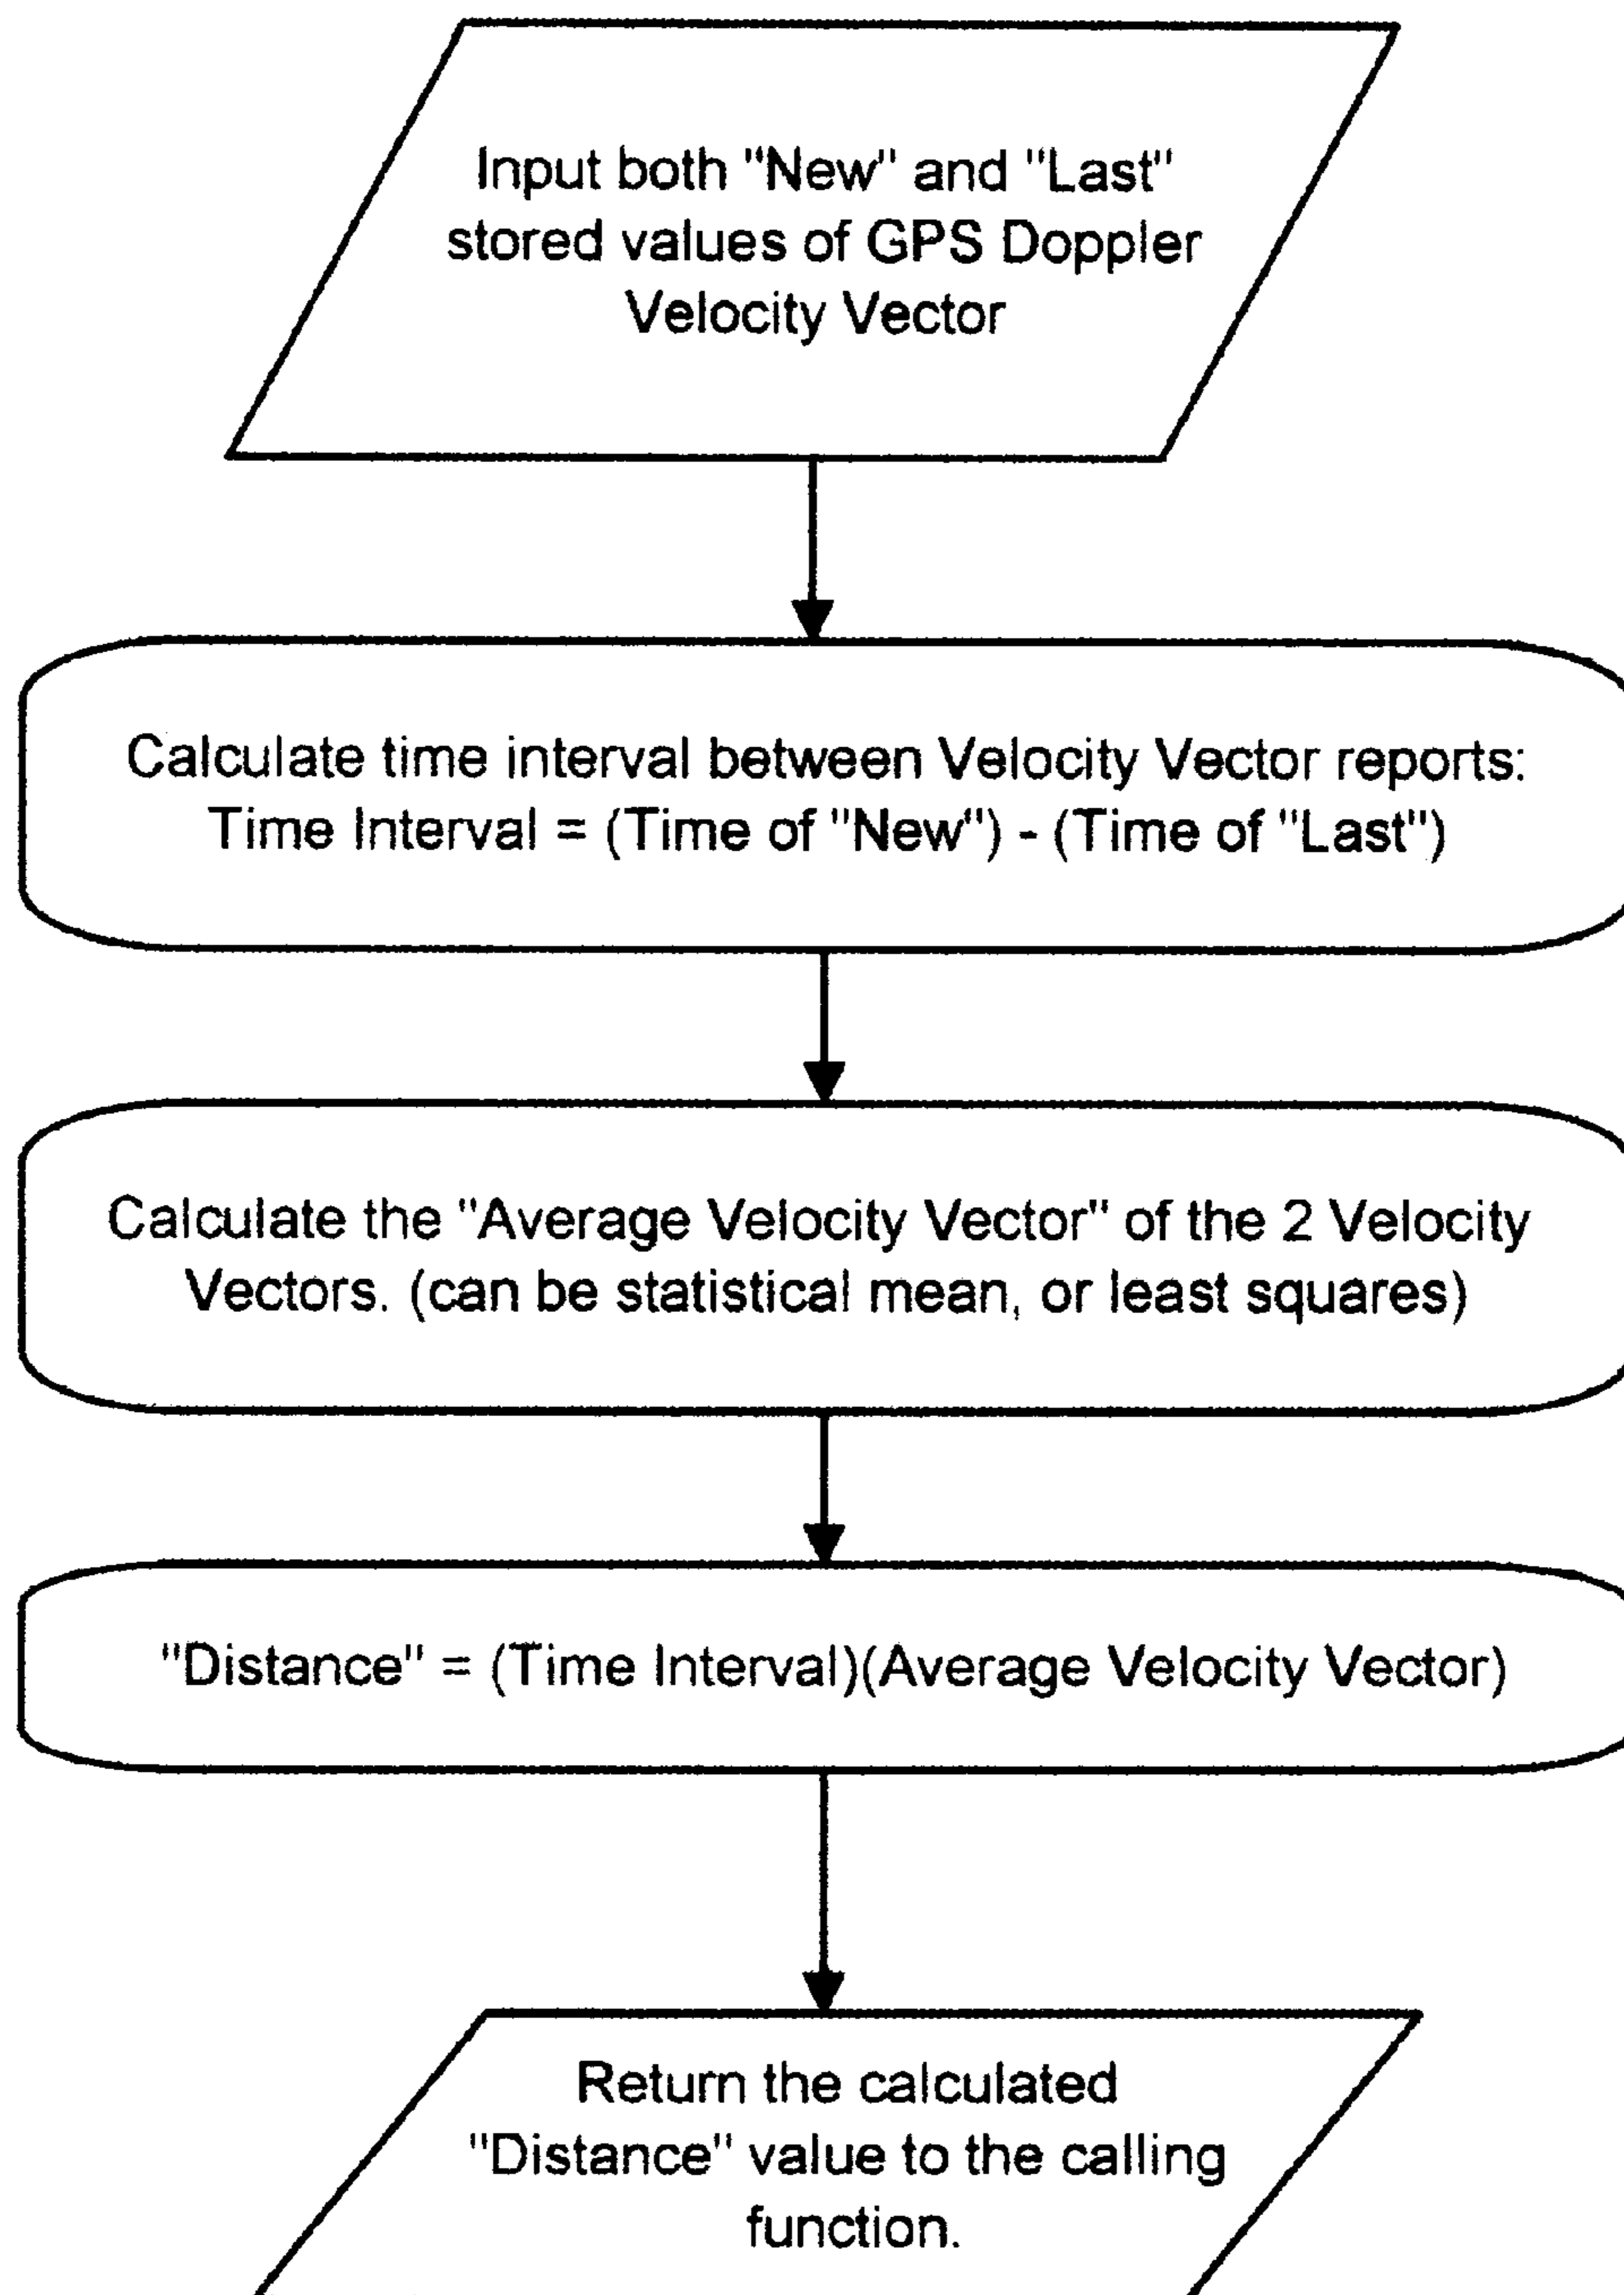 Input both "New" and "Last"
stored values of GPS Doppler
Velocity Vector
Calculate time interval between Velocity Vector reports:
Time Interval = (Time of "New") - (Time of "Last")
Calculate the "Average Velocity Vector" of the 2 Velocity
Vectors. (can be statistical mean, or least squares)
"Distance" = (Time Interval)(Average Velocity Vector)
Return the calculated
"Distance" value to the calling
function.